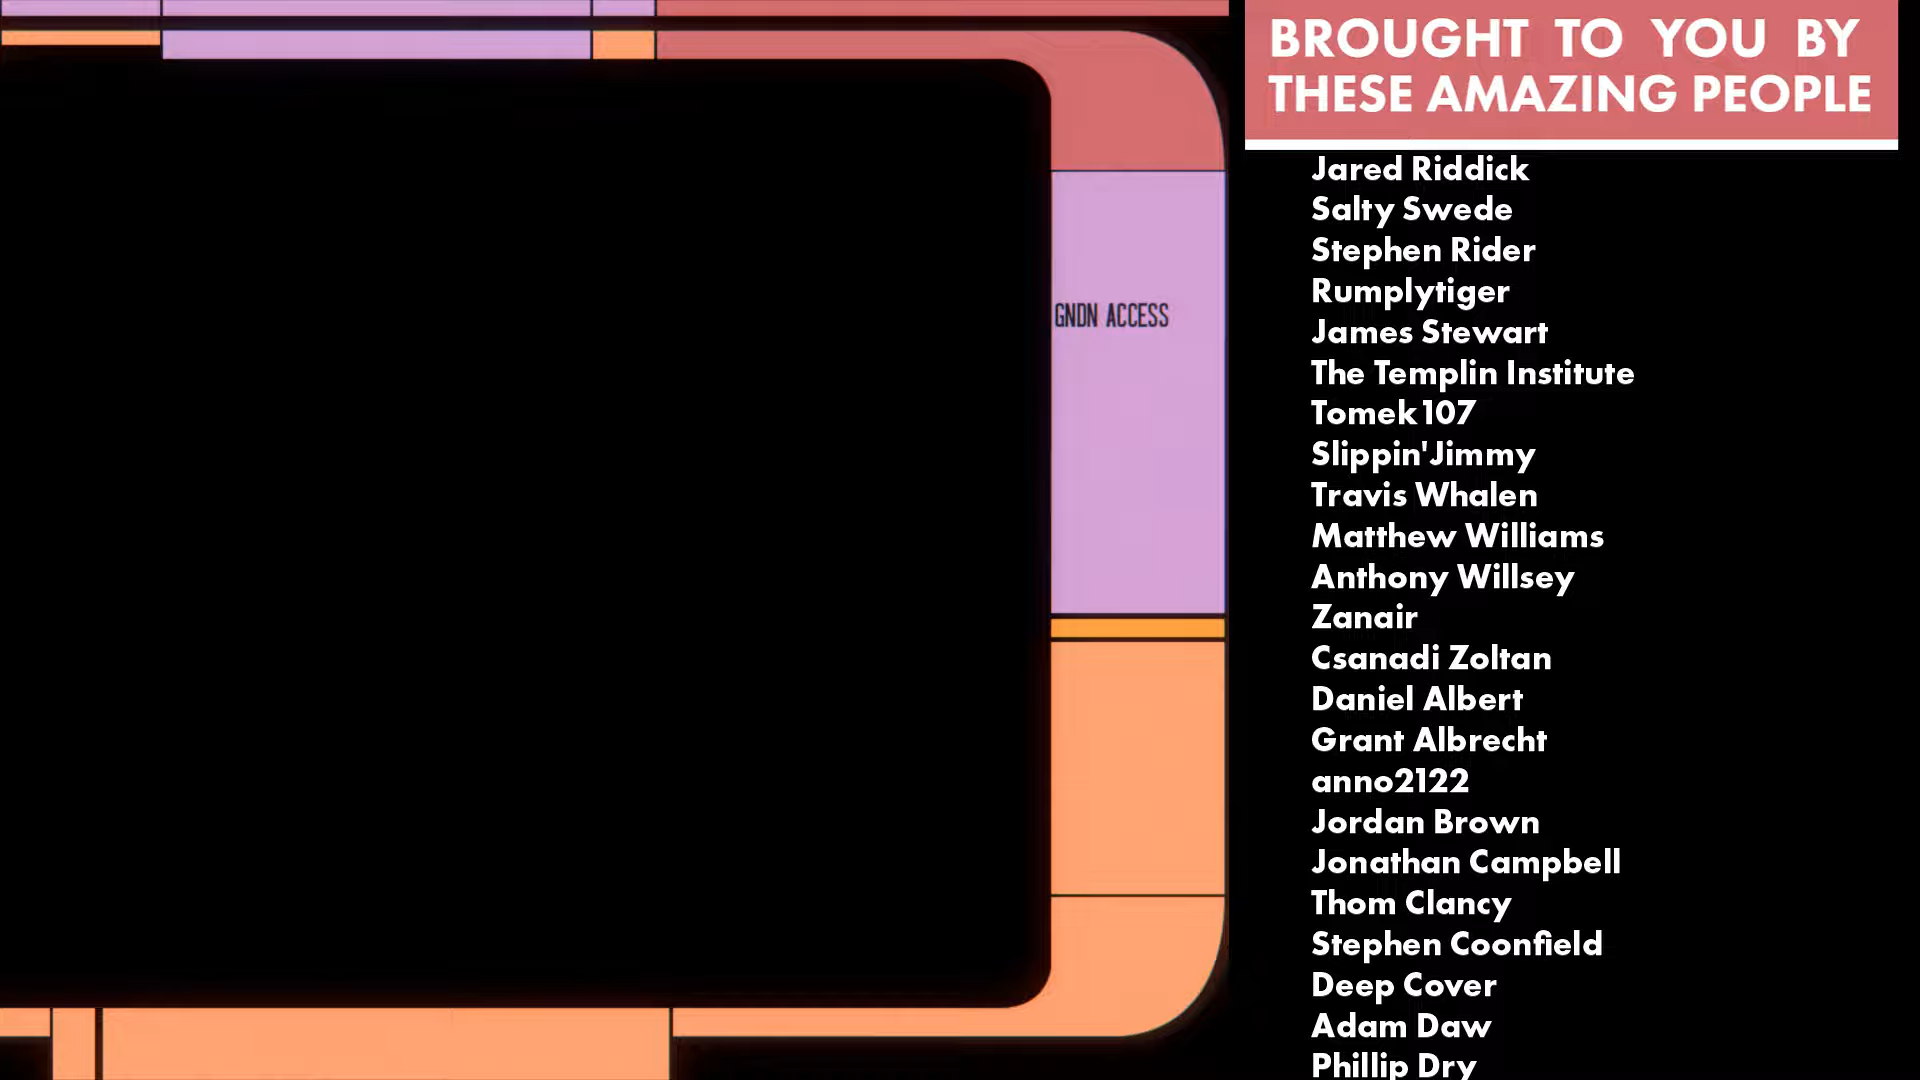 BROUGHT TO YOU BY
THESE AMAZING PEOPLE
GNDN ACCESS
Jared Riddick
Salty Swede
Stephen Rider
Rumplytiger
James Stewart
The Templin Institute
Tomek107
Slippin'Jimmy
Travis Whalen
Matthew Williams
Anthony Willsey
Zanair
Csanadi Zoltan
Daniel Albert
Grant Albrecht
anno2122
Jordan Brown
Jonathan Campbell
Thom Clancy
Stephen Coonfield
Deep Cover
Adam Daw
Phillip Dry